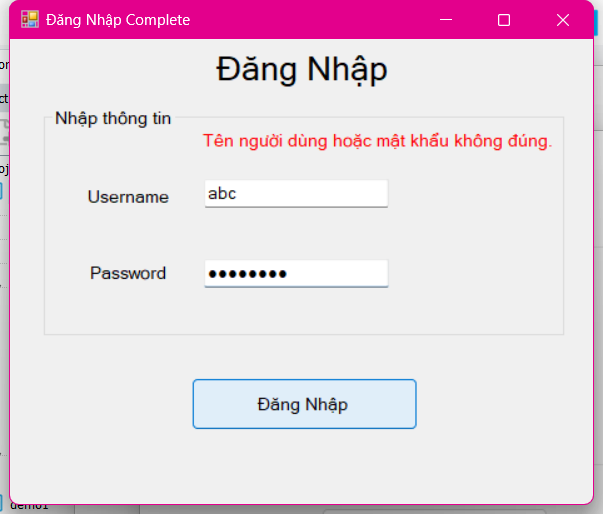 Đăng Nhập Complete
Đăng Nhập
Nhập thông tin
Tên người dùng hoặc mật khẩu không đúng.
Username
abc
Password
●●●●●●●●
Đăng Nhập
demo1